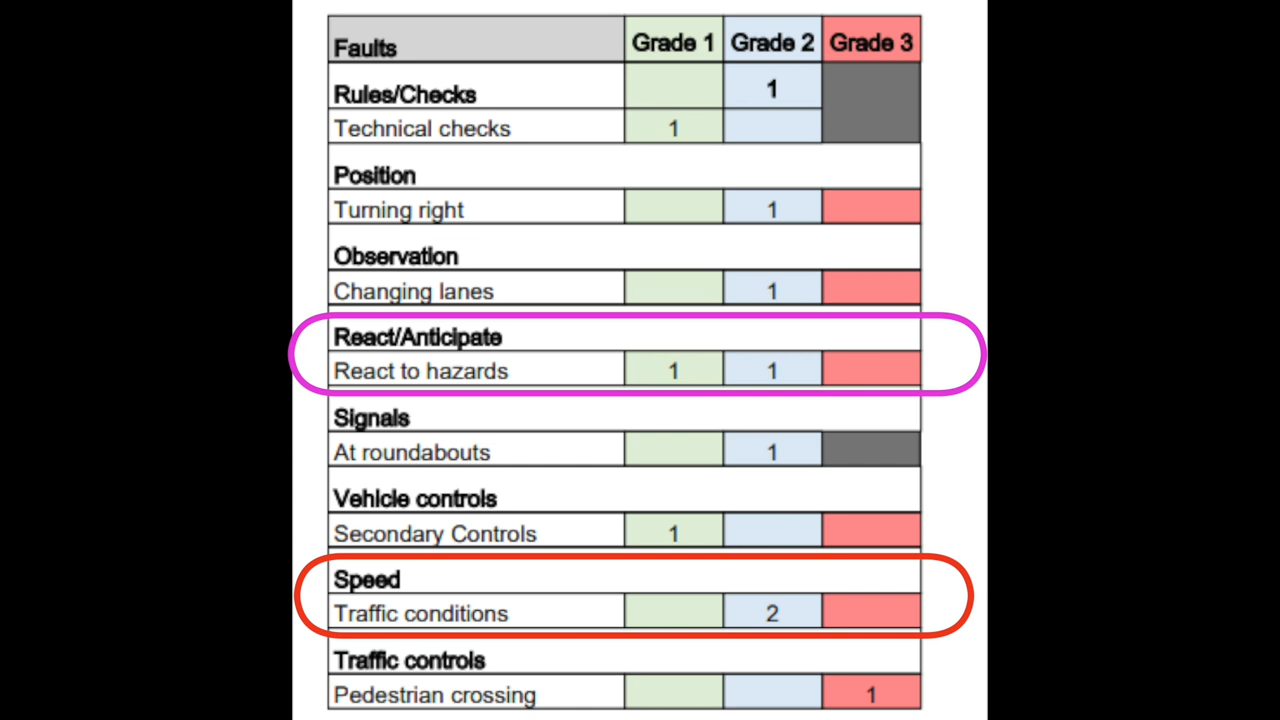 Faults Grade 1 Grade 2 Grade 3
Rules/Checks 1
Technical checks 1
Position
Turning right 1
Observation
Changing lanes 1
React/Anticipate
React to hazards 1 1
Signals
At roundabouts 1
Vehicle controls
Secondary Controls 1
Speed
Traffic conditions 2
Traffic controls
Pedestrian crossing 1